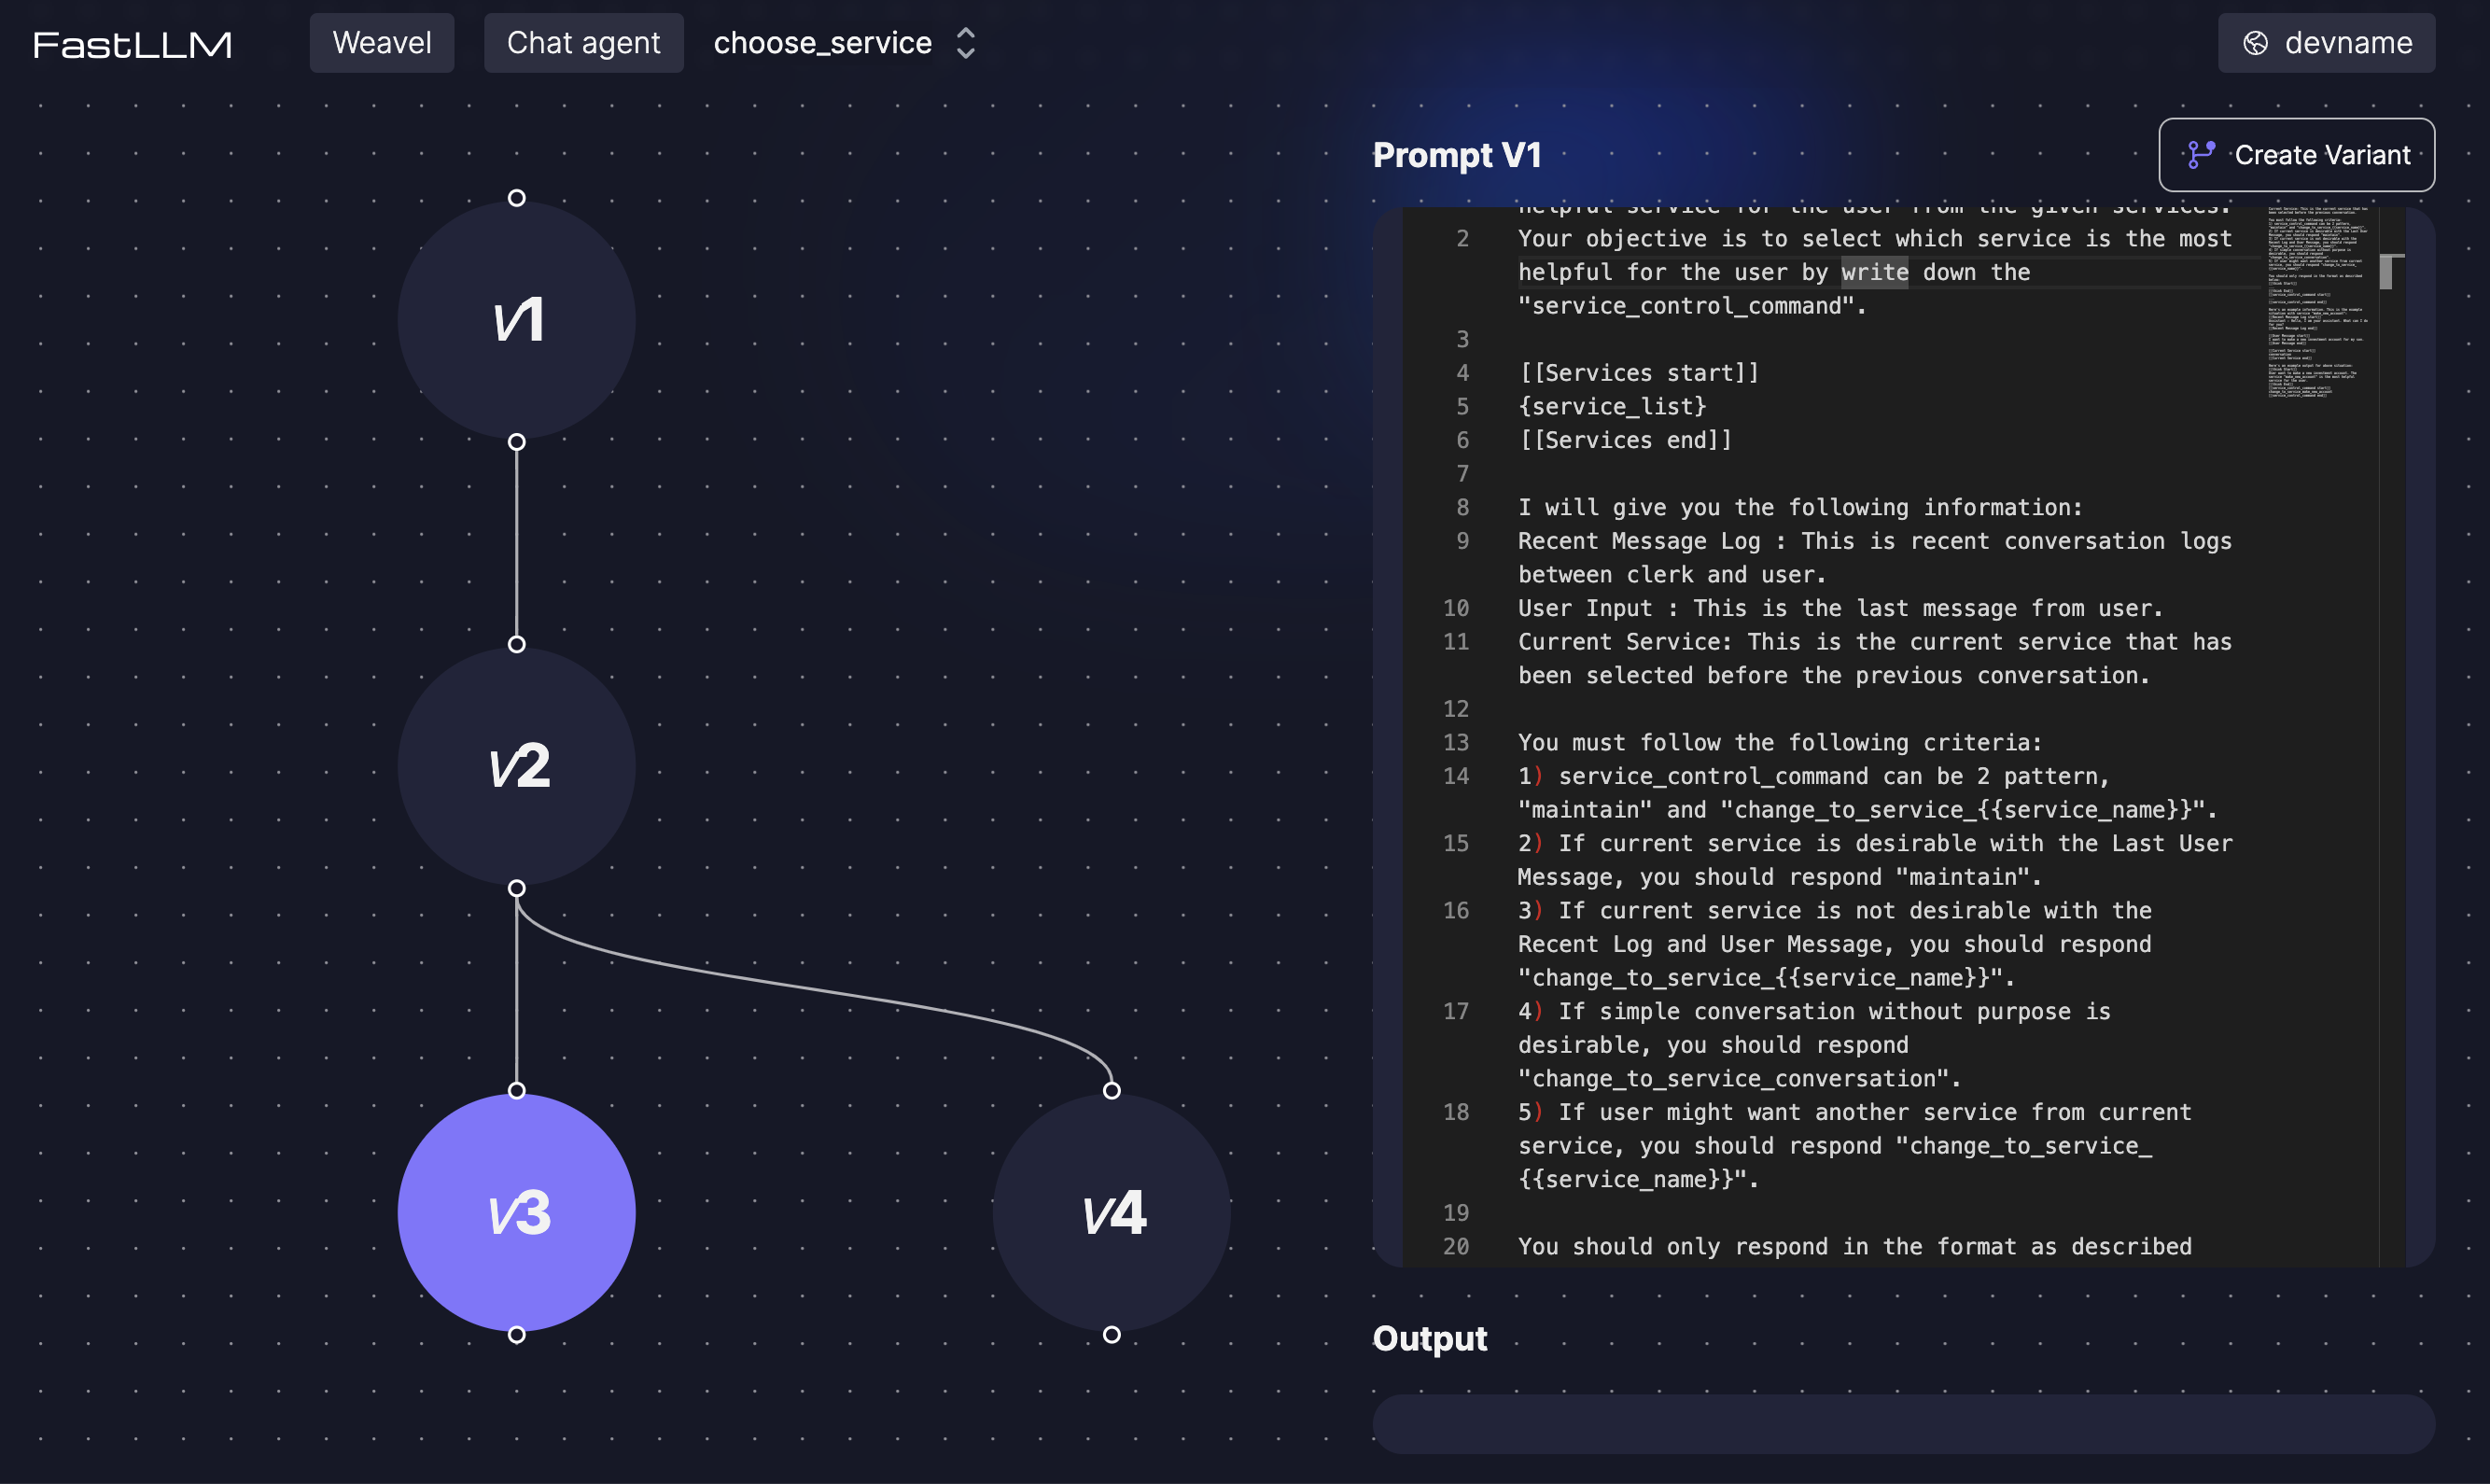 FastLLM
Weavel
Chat agent
choose_service
devname
v1
v2
v3
v4
Prompt V1
Create Variant
helpful service for the user from the given services.
2 Your objective is to select which service is the most
helpful for the user by write down the
"service_control_command".
3
4 [[Services start]]
5 {service_list}
6 [[Services end]]
7
8 I will give you the following information:
9 Recent Message Log : This is recent conversation logs
between clerk and user.
10 User Input : This is the last message from user.
11 Current Service: This is the current service that has
been selected before the previous conversation.
12
13 You must follow the following criteria:
14 1) service_control_command can be 2 pattern,
"maintain" and "change_to_service_{{service_name}}".
15 2) If current service is desirable with the Last User
Message, you should respond "maintain".
16 3) If current service is not desirable with the
Recent Log and User Message, you should respond
"change_to_service_{{service_name}}".
17 4) If simple conversation without purpose is
desirable, you should respond
"change_to_service_conversation".
18 5) If user might want another service from current
service, you should respond "change_to_service_
{{service_name}}".
19
20 You should only respond in the format as described
Output